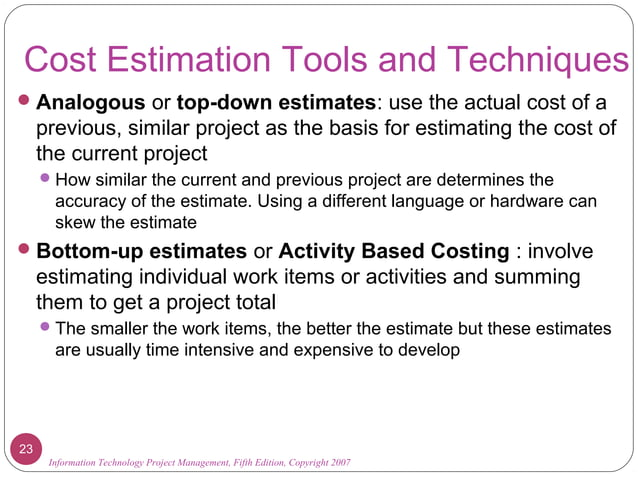 Cost Estimation Tools and Techniques
Analogous or top-down estimates: use the actual cost of a
previous, similar project as the basis for estimating the cost of
the current project
How similar the current and previous project are determines the
accuracy of the estimate. Using a different language or hardware can
skew the estimate
Bottom-up estimates or Activity Based Costing : involve
estimating individual work items or activities and summing
them to get a project total
The smaller the work items, the better the estimate but these estimates
are usually time intensive and expensive to develop
23
Information Technology Project Management, Fifth Edition, Copyright 2007